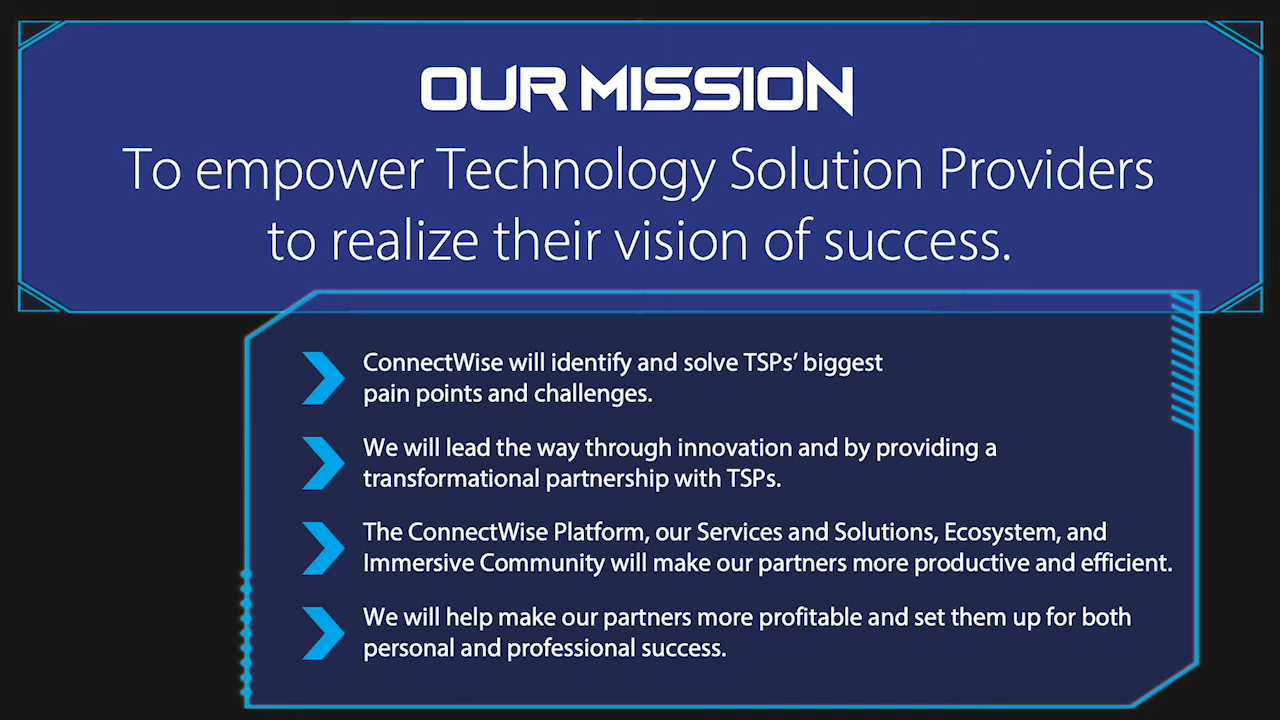 OUR MISSION
To empower Technology Solution Providers
to realize their vision of success.
ConnectWise will identify and solve TSPs’ biggest
pain points and challenges.
We will lead the way through innovation and by providing a
transformational partnership with TSPs.
The ConnectWise Platform, our Services and Solutions, Ecosystem, and
Immersive Community will make our partners more productive and efficient.
We will help make our partners more profitable and set them up for both
personal and professional success.